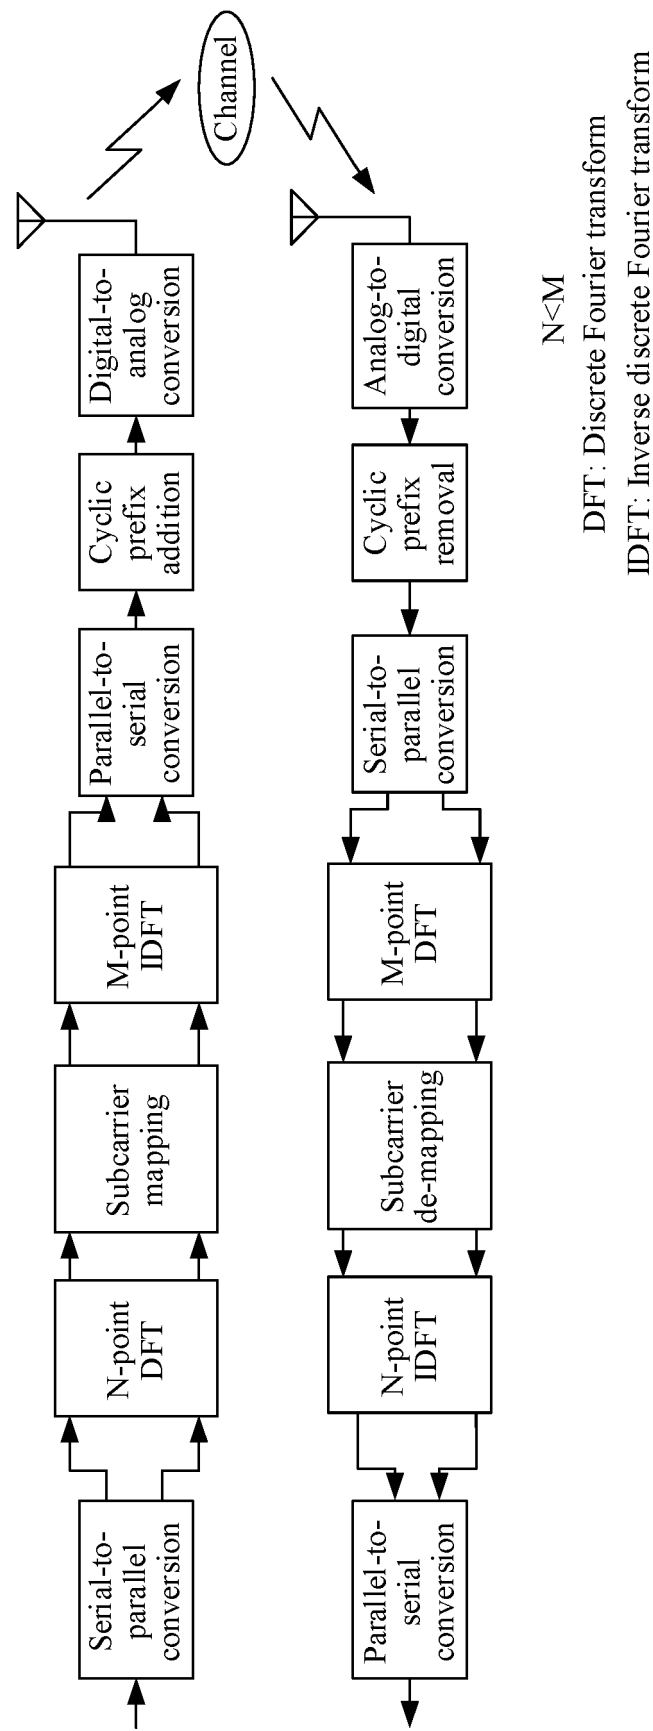 Serial-to-
parallel
conversion
N-point
DFT
Subcarrier
mapping
M-point
IDFT
Parallel-to-
serial
conversion
Cyclic
prefix
addition
Digital-to-
analog
conversion
Channel
Analog-to-
digital
conversion
Cyclic
prefix
removal
Serial-to-
parallel
conversion
M-point
DFT
Subcarrier
de-mapping
N-point
IDFT
Parallel-to-
serial
conversion
N<M
DFT: Discrete Fourier transform
IDFT: Inverse discrete Fourier transform